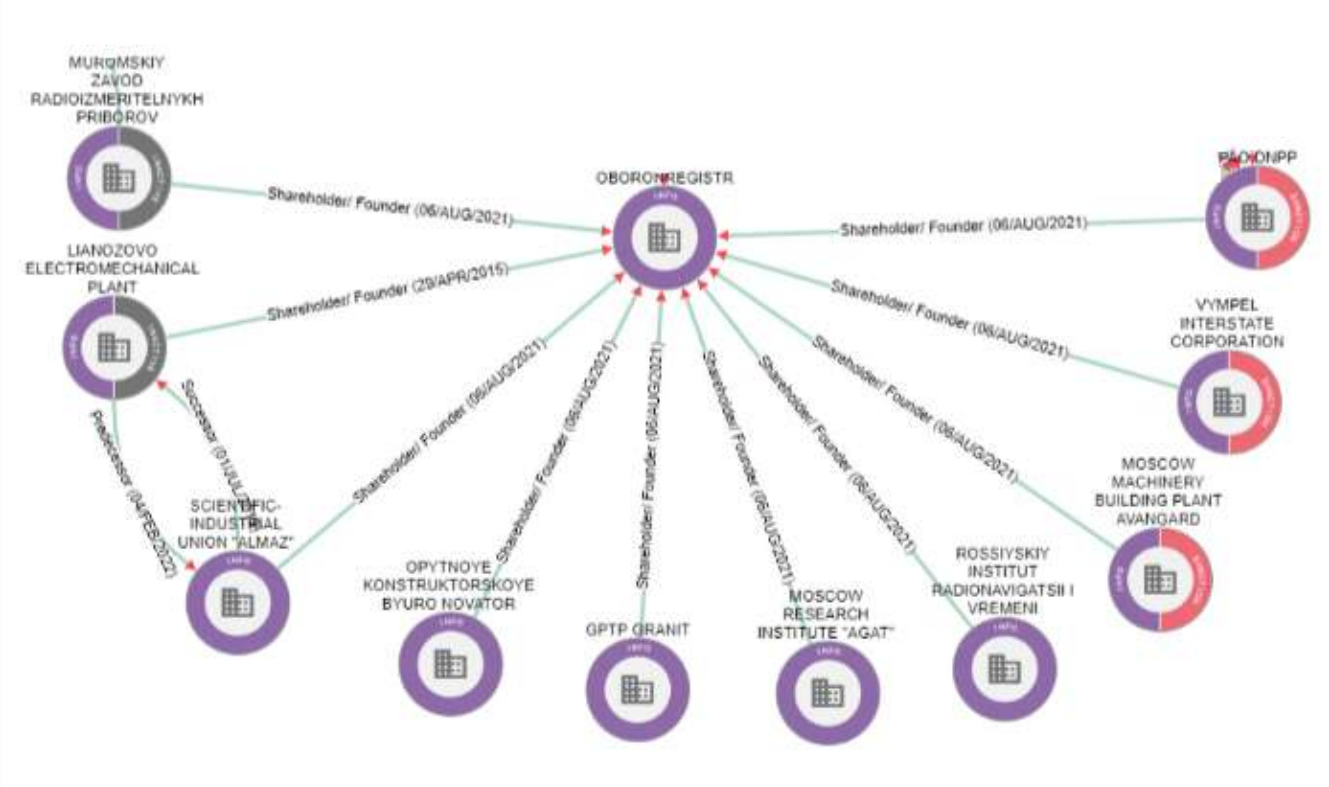 MUROMSKIY
ZAVOD
RADIOIZMERITELNYKH
PRIBOROV
OBORONREGISTR
PAO ONPP
Shareholder/ Founder (06/AUG/2021)
Shareholder/ Founder (06/AUG/2021)
LIANOZOVO
ELECTROMECHANICAL
PLANT
Shareholder/ Founder (29/APR/2015)
Shareholder/ Founder (06/AUG/2021)
VYMPEL
INTERSTATE
CORPORATION
Predecessor (04/FEB/2022)
Successor
Shareholder/ Founder (06/AUG/2021)
Shareholder/ Founder (06/AUG/2021)
Shareholder/ Founder (06/AUG/2021)
Shareholder/ Founder (06/AUG/2021)
Shareholder/ Founder (06/AUG/2021)
Shareholder/ Founder (06/AUG/2021)
MOSCOW
MACHINERY
BUILDING PLANT
AVANGARD
SCIENTIFIC-
INDUSTRIAL
UNION "ALMAZ"
OPYTNOYE
KONSTRUKTORSKOYE
BYURO NOVATOR
GPTP GRANIT
MOSCOW
RESEARCH
INSTITUTE "AGAT"
ROSSIYSKIY
INSTITUT
RADIONAVIGATSII I
VREMENI